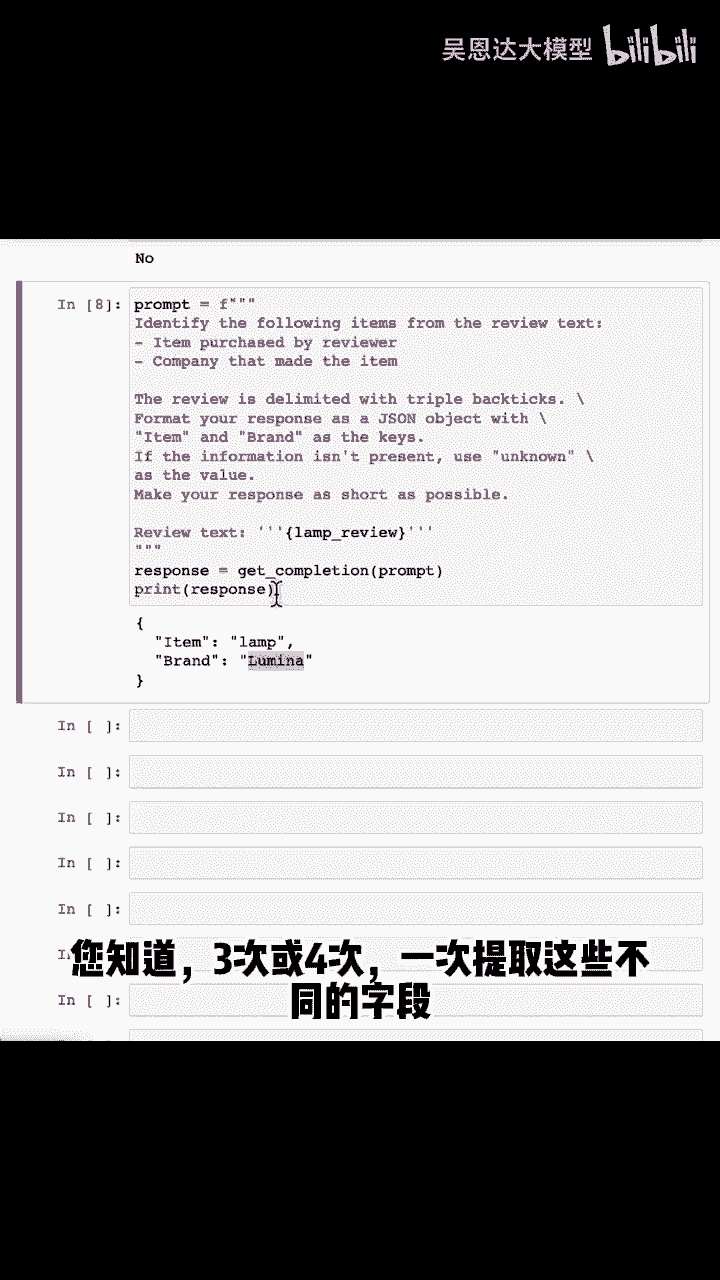 吴恩达大模型 bilibili
No
In [8]: prompt = f"""
Identify the following items from the review text:
- Item purchased by reviewer
- Company that made the item
The review is delimited with triple backticks. \
Format your response as a JSON object with \
"Item" and "Brand" as the keys.
If the information isn't present, use "unknown" \
as the value.
Make your response as short as possible.
Review text: '''{lamp_review}'''
"""
response = get_completion(prompt)
print(response)
{
"Item": "lamp",
"Brand": "Lumina"
}
In [ ]:
In [ ]:
In [ ]:
In [ ]:
In [ ]:
In [ ]:
您知道，3次或4次，一次提取这些不
同的字段
In [ ]: